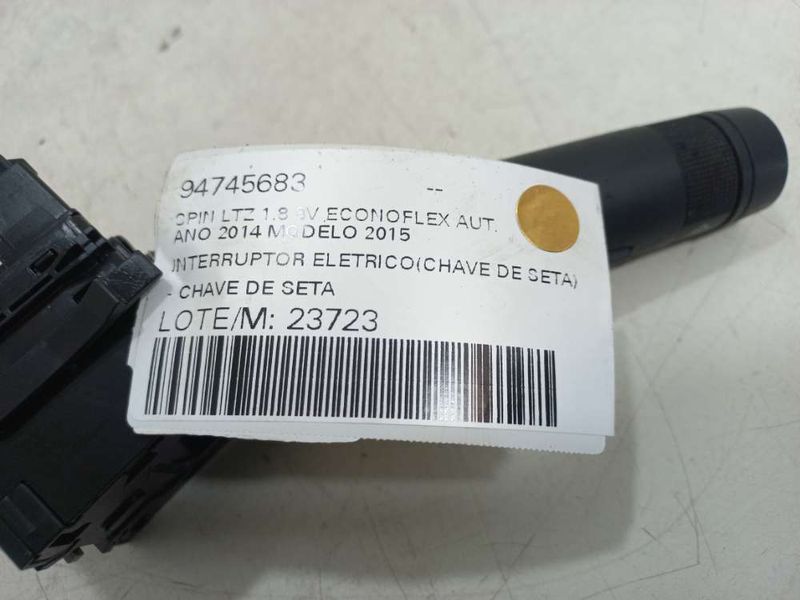 94745683 --
SPIN LTZ 1.8 8V ECONOFLEX AUT.
ANO 2014 MODELO 2015
INTERRUPTOR ELETRICO(CHAVE DE SETA)
- CHAVE DE SETA
LOTE/M: 23723